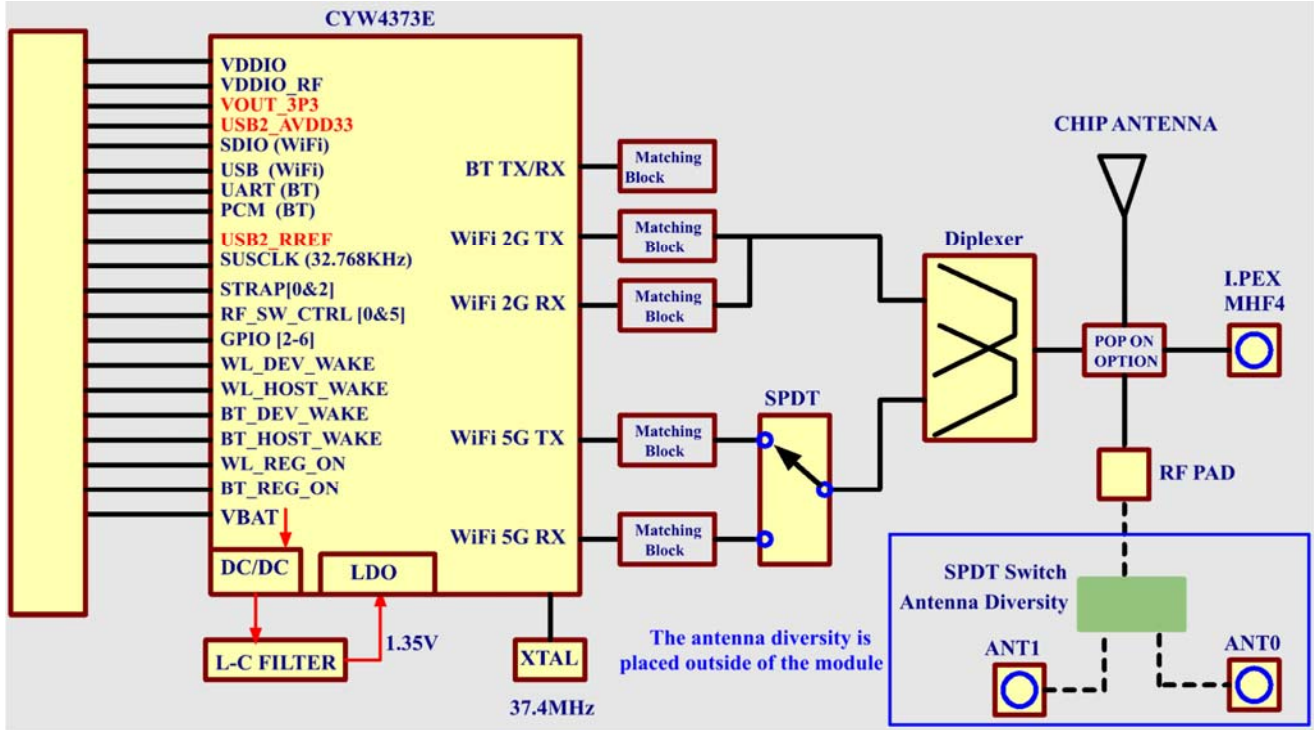 CYW4373E
VDDIO
VDDIO_RF
VOUT_3P3
USB2_AVDD33
SDIO (WiFi)
USB (WiFi)
UART (BT)
PCM (BT)
USB2_RREF
SUSCLK (32.768KHz)
STRAP[0&2]
RF_SW_CTRL [0&5]
GPIO [2-6]
WL_DEV_WAKE
WL_HOST_WAKE
BT_DEV_WAKE
BT_HOST_WAKE
WL_REG_ON
BT_REG_ON
VBAT
DC/DC
LDO
L-C FILTER
1.35V
XTAL
37.4MHz
BT TX/RX
WiFi 2G TX
WiFi 2G RX
WiFi 5G TX
WiFi 5G RX
Matching
Block
Matching
Block
Matching
Block
Matching
Block
Matching
Block
SPDT
Diplexer
CHIP ANTENNA
I.PEX
MHF4
POP ON
OPTION
RF PAD
The antenna diversity is
placed outside of the module
SPDT Switch
Antenna Diversity
ANT1
ANT0